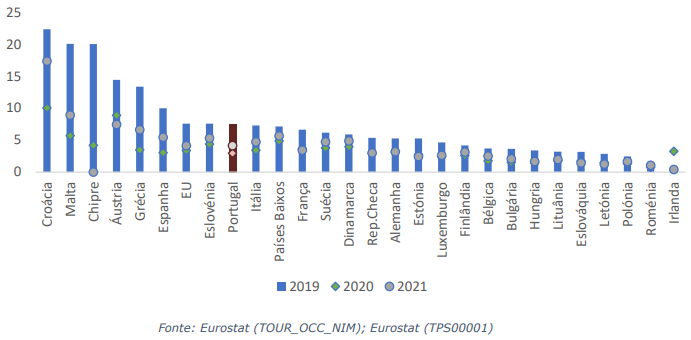 25
20
15
10
5
0
Croácia
Malta
Chipre
Áustria
Grécia
Espanha
EU
Eslovénia
Portugal
Itália
Países Baixos
França
Suécia
Dinamarca
Rep.Checa
Alemanha
Estónia
Luxemburgo
Finlândia
Bélgica
Bulgária
Hungria
Lituânia
Eslováquia
Letónia
Polónia
Roménia
Irlanda
2019 2020 2021
Fonte: Eurostat (TOUR_OCC_NIM); Eurostat (TPS00001)